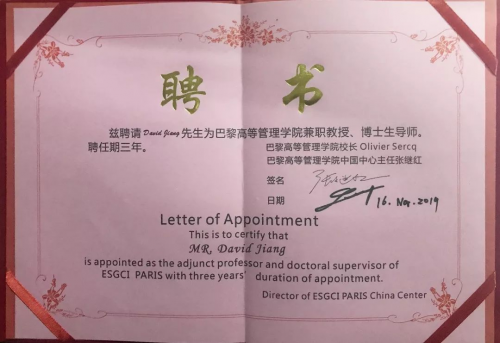 聘 书
兹聘请 David Jiang 先生为巴黎高等管理学院兼职教授、博士生导师。
聘任期三年。
巴黎高等管理学院校长 Olivier Sercq
巴黎高等管理学院中国中心主任张继红
签名
日期 16. Nov. 2019
Letter of Appointment
This is to certify that
MR, David Jiang
is appointed as the adjunct professor and doctoral supervisor of
ESGCI PARIS with three years' duration of appointment.
Director of ESGCI PARIS China Center